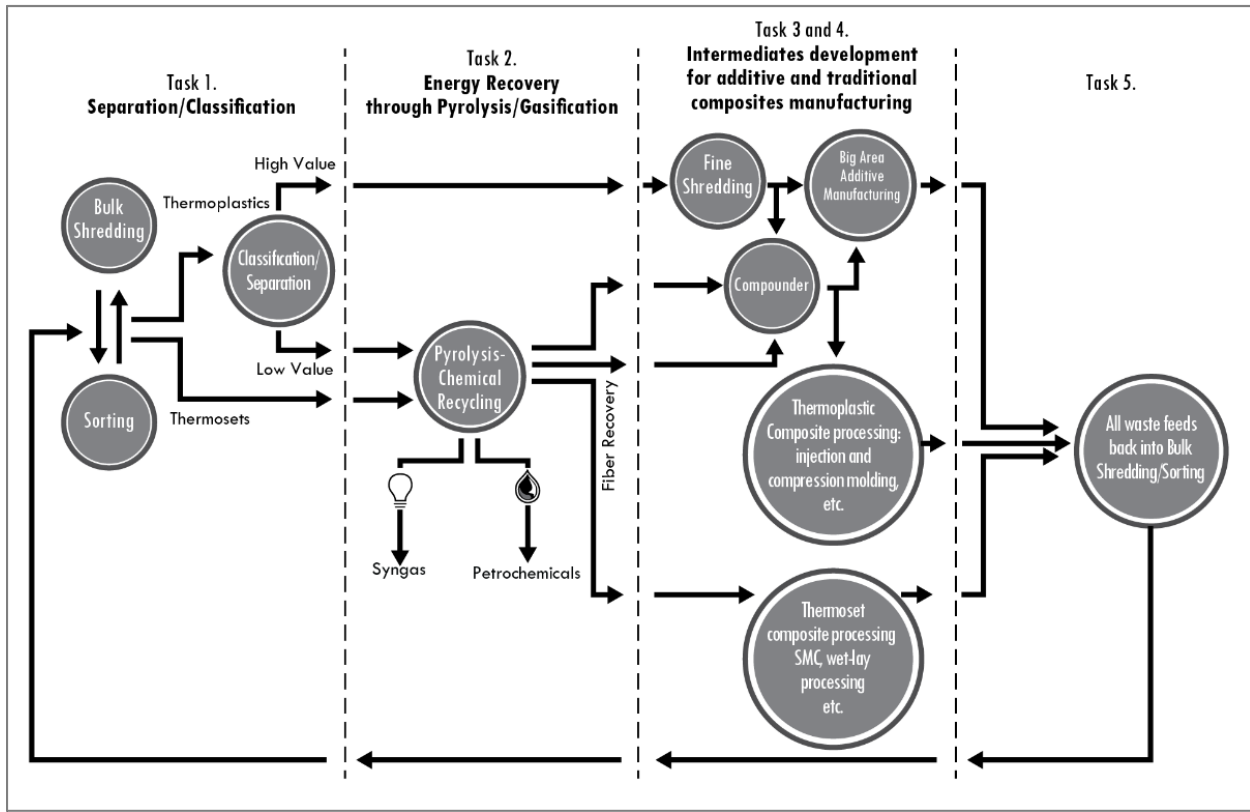 Task 1.
Separation/Classification
Task 2.
Energy Recovery
through Pyrolysis/Gasification
Task 3 and 4.
Intermediates development
for additive and traditional
composites manufacturing
Task 5.
Bulk
Shredding
Sorting
Thermoplastics
High Value
Classification/
Separation
Low Value
Thermosets
Pyrolysis-
Chemical
Recycling
Syngas
Petrochemicals
Fiber Recovery
Fine
Shredding
Big Area
Additive
Manufacturing
Compounder
Thermoplastic
Composite processing:
injection and
compression molding,
etc.
Thermoset
composite processing
SMC, wet-lay
processing
etc.
All waste feeds
back into Bulk
Shredding/Sorting